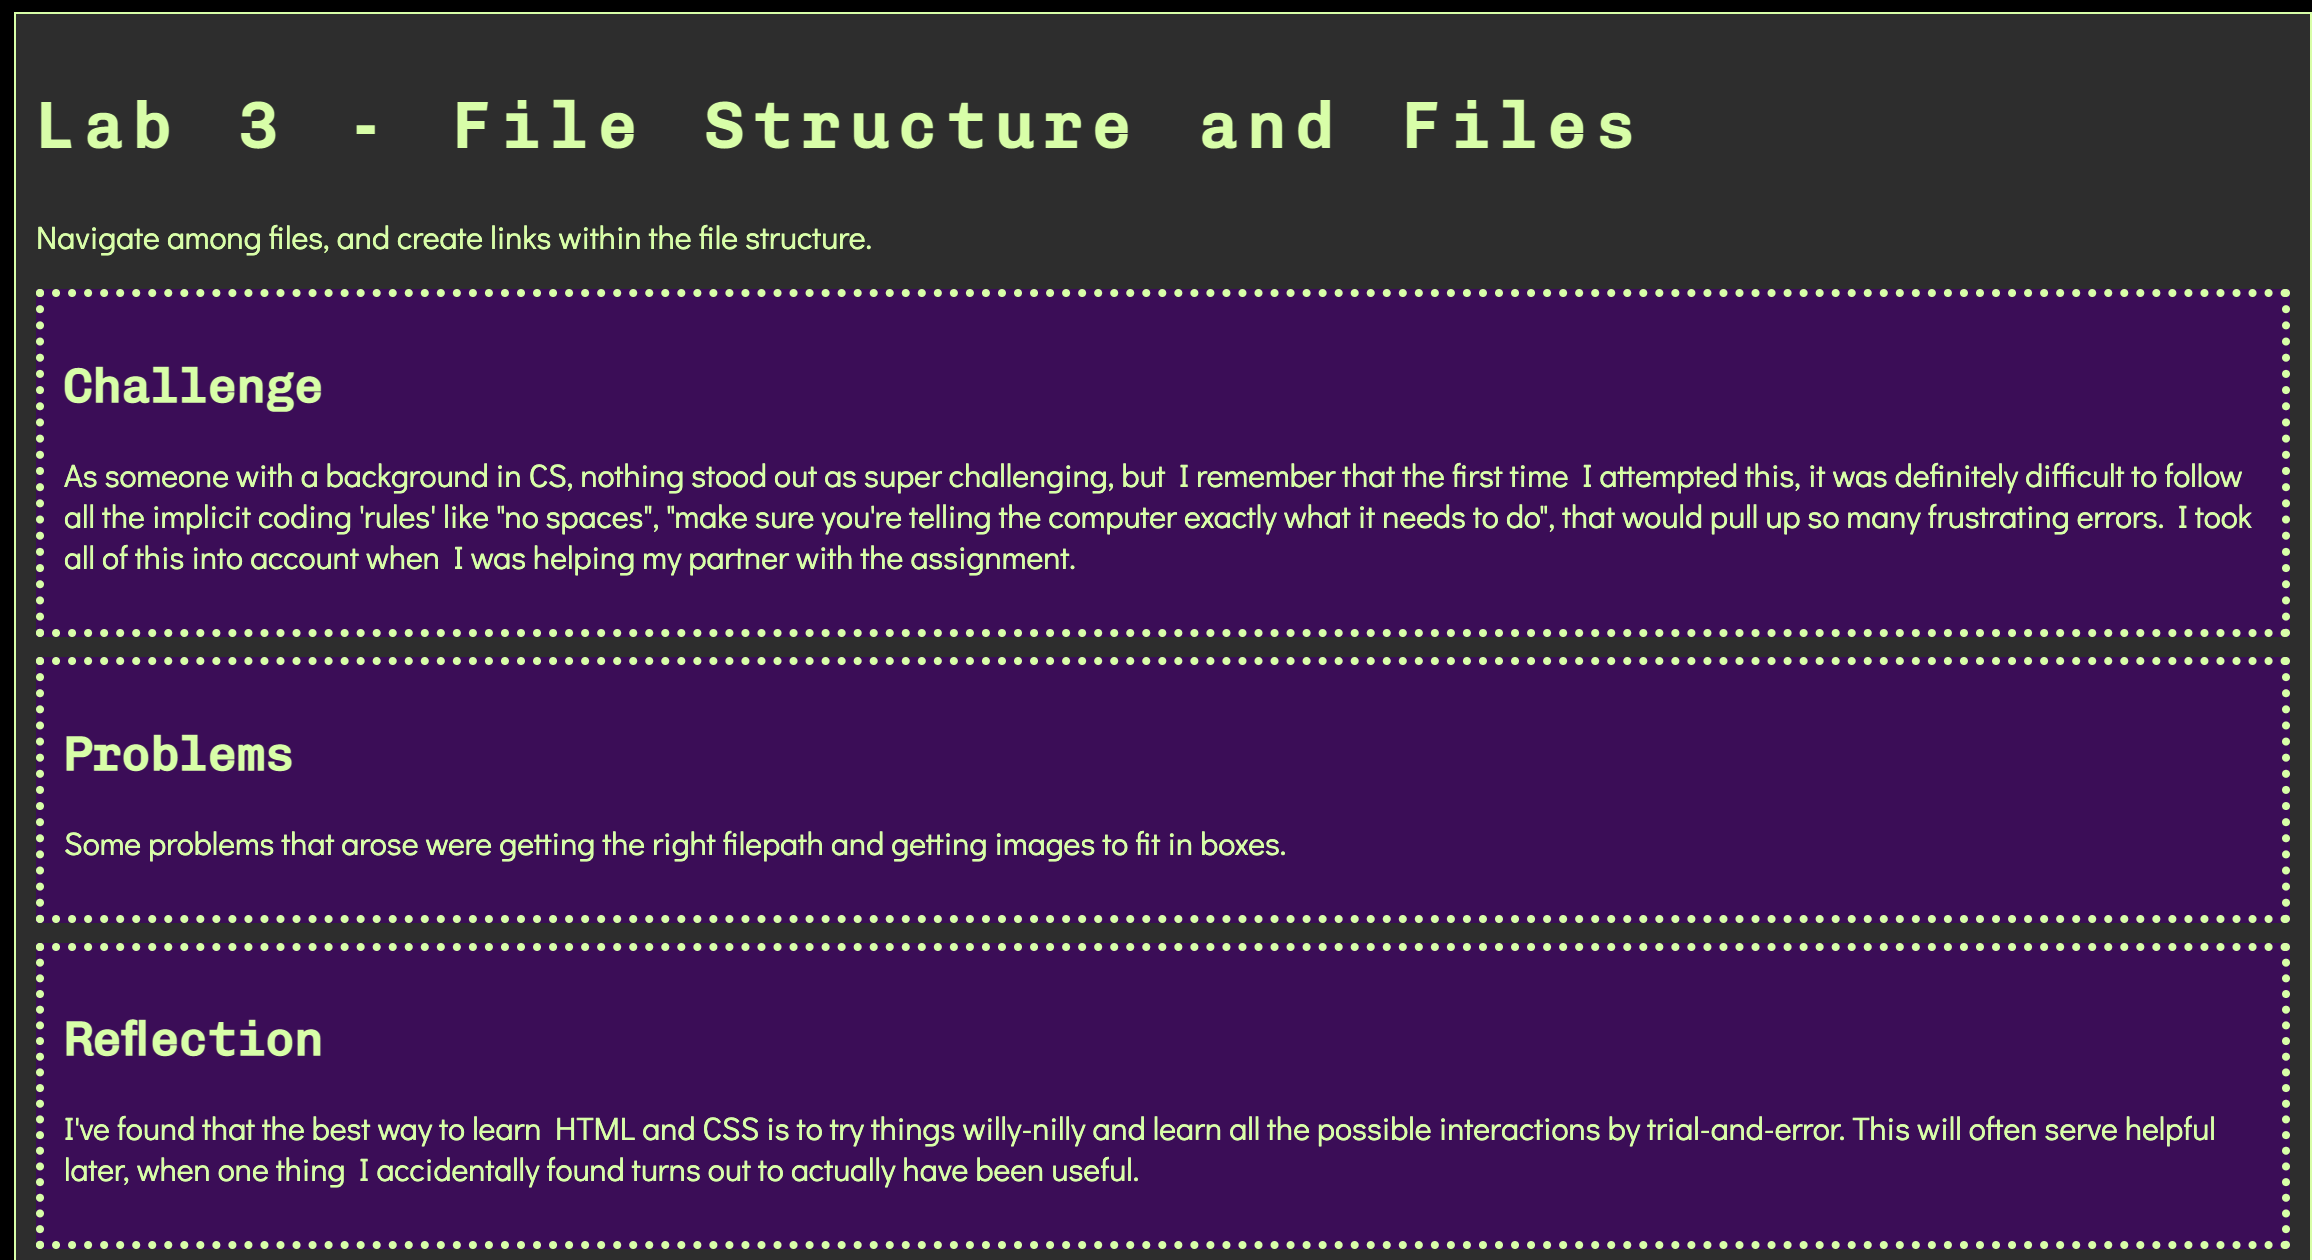 Lab 3 - File Structure and Files
Navigate among files, and create links within the file structure.
Challenge
As someone with a background in CS, nothing stood out as super challenging, but I remember that the first time I attempted this, it was definitely difficult to follow
all the implicit coding 'rules' like "no spaces", "make sure you're telling the computer exactly what it needs to do", that would pull up so many frustrating errors. I took
all of this into account when I was helping my partner with the assignment.
Problems
Some problems that arose were getting the right filepath and getting images to fit in boxes.
Reflection
I've found that the best way to learn HTML and CSS is to try things willy-nilly and learn all the possible interactions by trial-and-error. This will often serve helpful
later, when one thing I accidentally found turns out to actually have been useful.